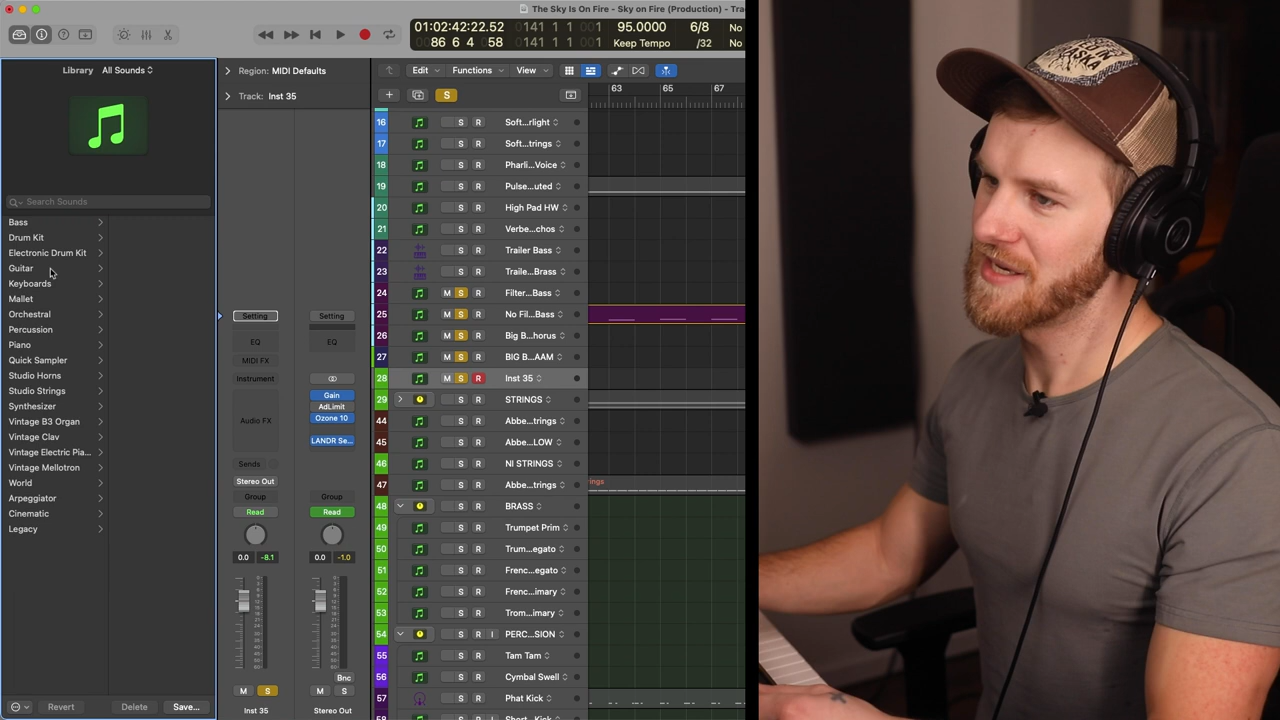 The Sky Is On Fire - Sky on Fire (Production) - Tra
01:02:42:22.52
0141 1 1 001
95.0000
6/8
No
0086 6 4 058
0141 1 1 001
Keep Tempo
/32
No
Library
All Sounds
Region: MIDI Defaults
Track: Inst 35
Edit
Functions
View
S
63
65
67
Search Sounds
Bass
Drum Kit
Electronic Drum Kit
Guitar
Keyboards
Mallet
Orchestral
Percussion
Piano
Quick Sampler
Studio Horns
Studio Strings
Synthesizer
Vintage B3 Organ
Vintage Clav
Vintage Electric Pia...
Vintage Mellotron
World
Arpeggiator
Cinematic
Legacy
Revert
Delete
Save...
Setting
EQ
MIDI FX
Instrument
Audio FX
Sends
Stereo Out
Group
Read
0.0
-8.1
M
S
Inst 35
Setting
EQ
Gain
AdLimit
Ozone 10
LANDR Se...
Group
Read
0.0
-1.0
Bnc
M
S
Stereo Out
16 S R Soft...rlight
17 S R Soft...trings
18 S R Pharli...Voice
19 S R Pulse...uted
20 S R High Pad HW
21 S R Verbe...chos
22 S R Trailer Bass
23 S R Traile...Brass
24 M S R Filter...Bass
25 M S R No Fil...Bass
26 M S R Big B...horus
27 M S R BIG B...AAM
28 M S R Inst 35
29 S R STRINGS
44 S R Abbe...trings
45 S R Abbe...LOW
46 S R NI STRINGS
47 S R Abbe...trings
ings
48 S R BRASS
49 S R Trumpet Prim
50 S R Trum...egato
51 S R Frenc...egato
52 S R Frenc...imary
53 S R Trom...imary
54 S R I PERC...SION
55 S R Tam Tam
56 S R Cymbal Swell
57 S R Phat Kick